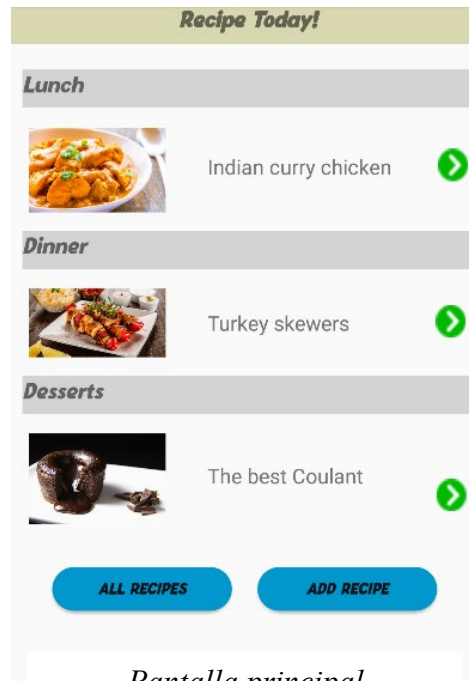 Recipe Today!
Lunch
Indian curry chicken
Dinner
Turkey skewers
Desserts
The best Coulant
ALL RECIPES
ADD RECIPE
Pantalla principal